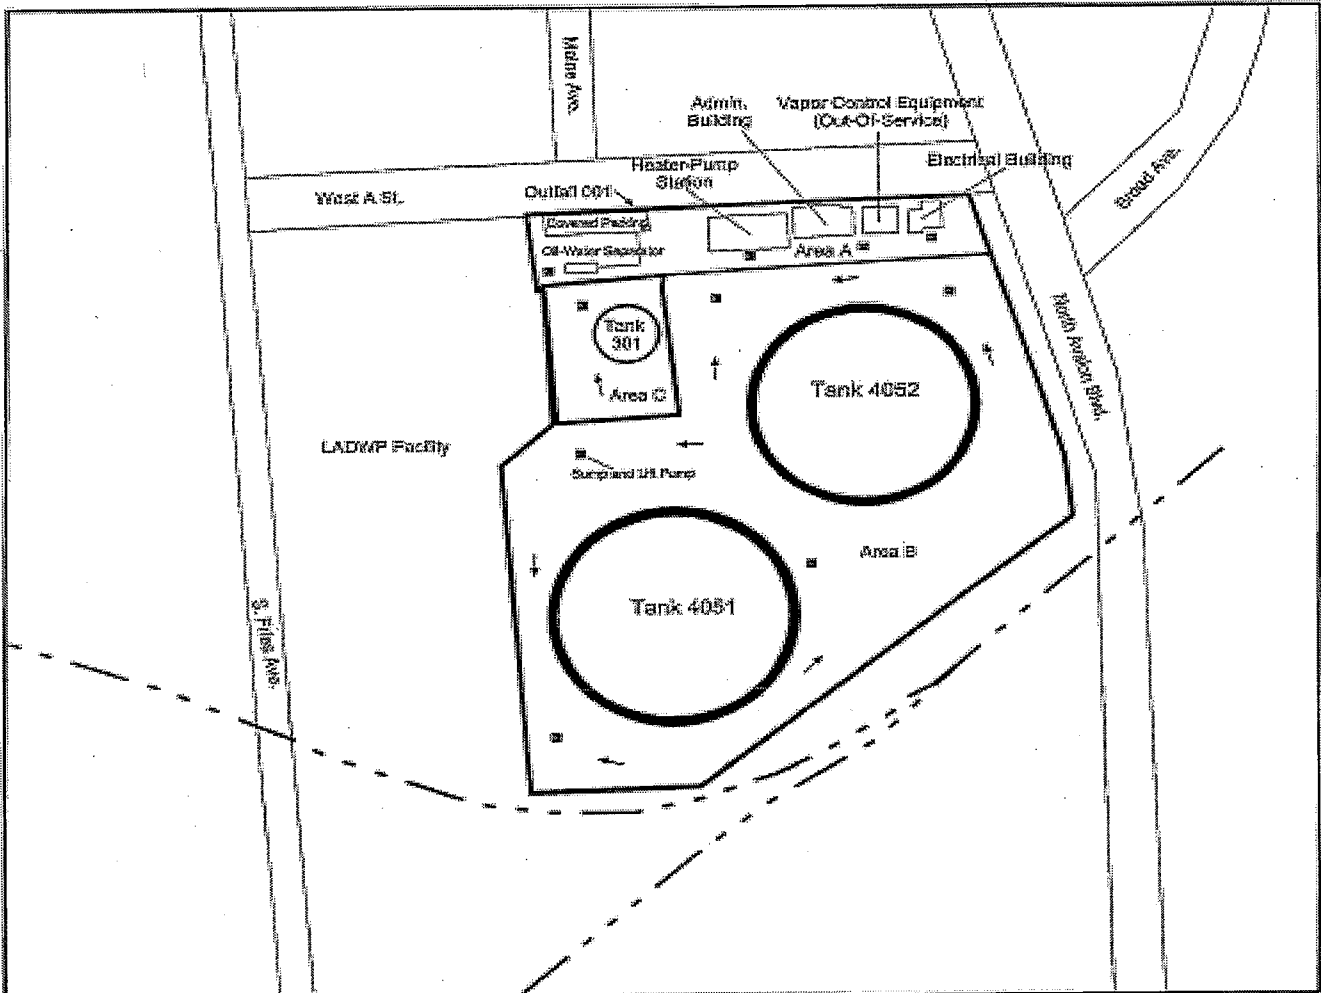 Maine Ave.
Admin.
Building
Vapor Control Equipment
(Out-Of-Service)
Heater-Pump
Station
Electrical Building
West A St.
Outfall 001
Broad Ave.
Covered Parking
Oil-Water Separator
Area A
Tank
301
North Avalon Blvd.
Tank 4052
Area C
LADWP Facility
Sump and Lift Pump
Area B
Tank 4051
S. Fries Ave.